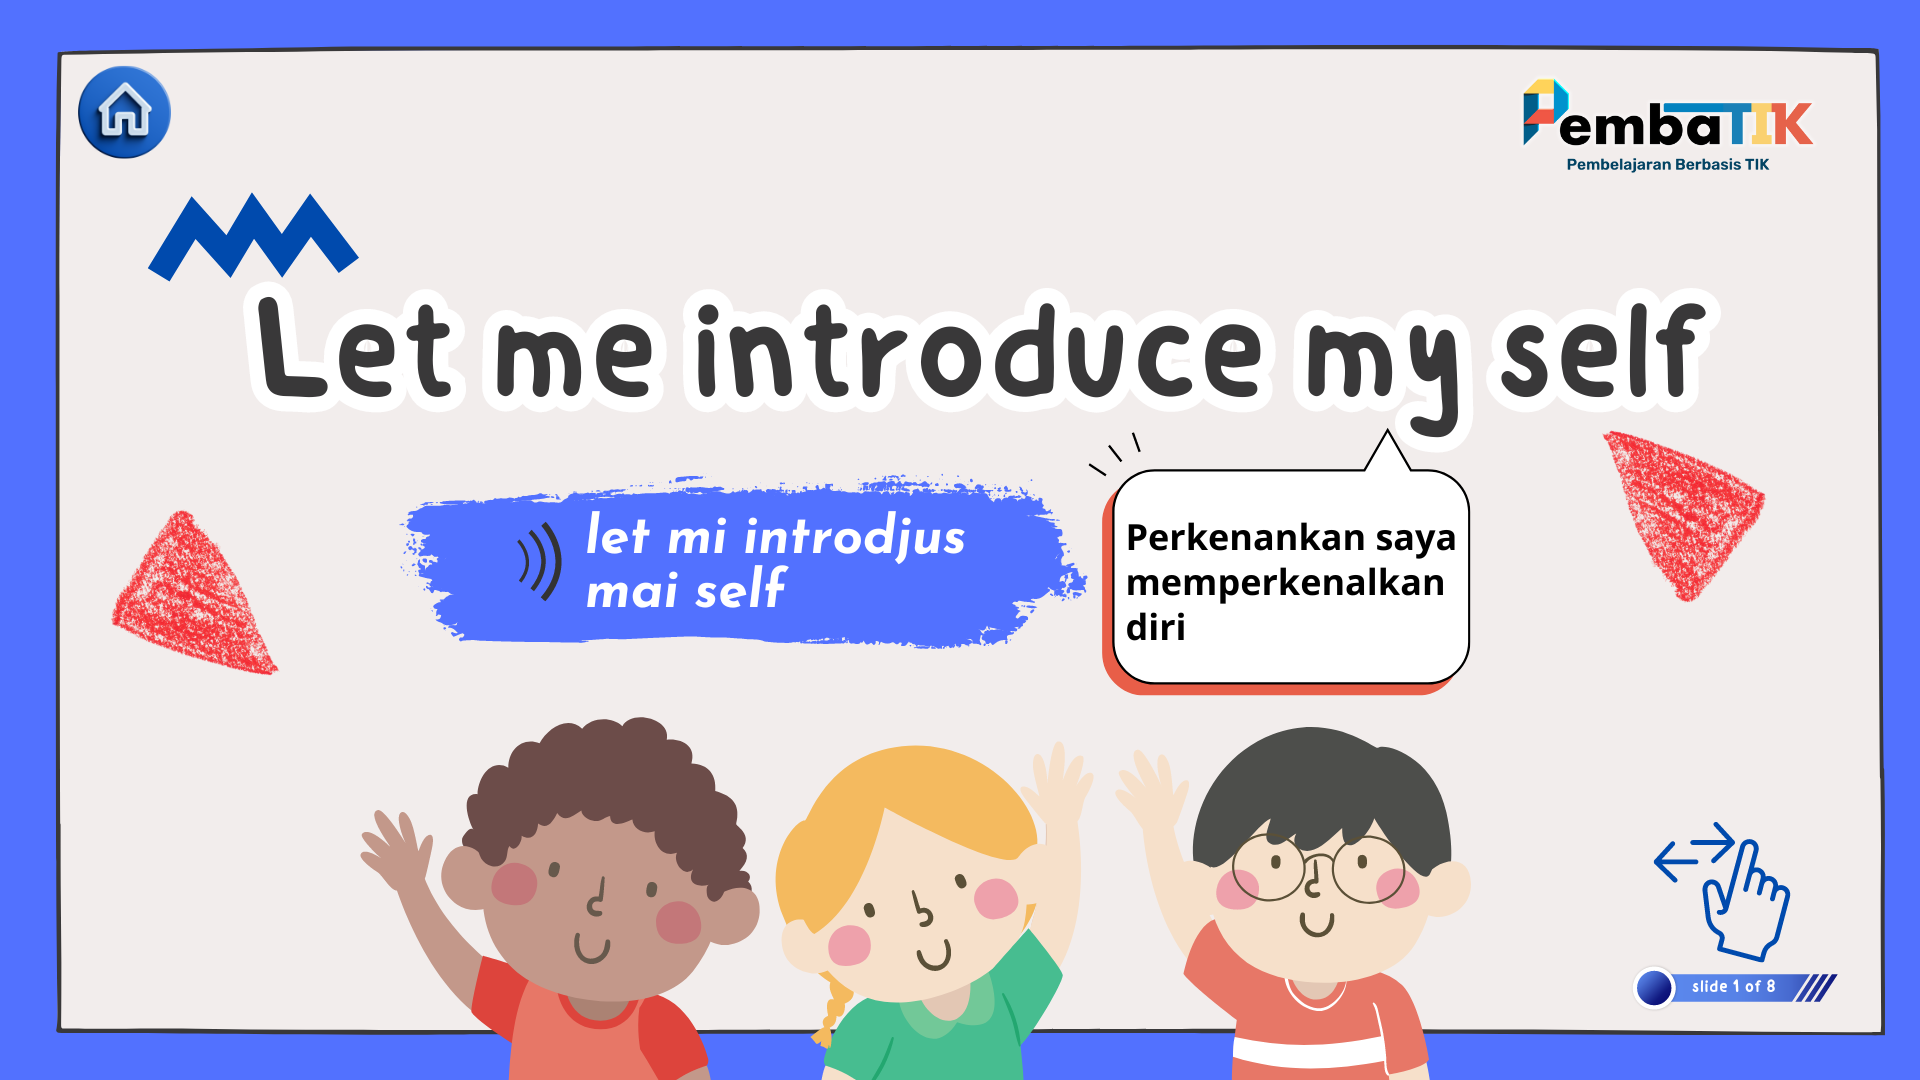 PembaTIK
Pembelajaran Berbasis TIK
Let me introduce my self
let mi introdjus
mai self
Perkenankan saya
memperkenalkan
diri
slide 1 of 8